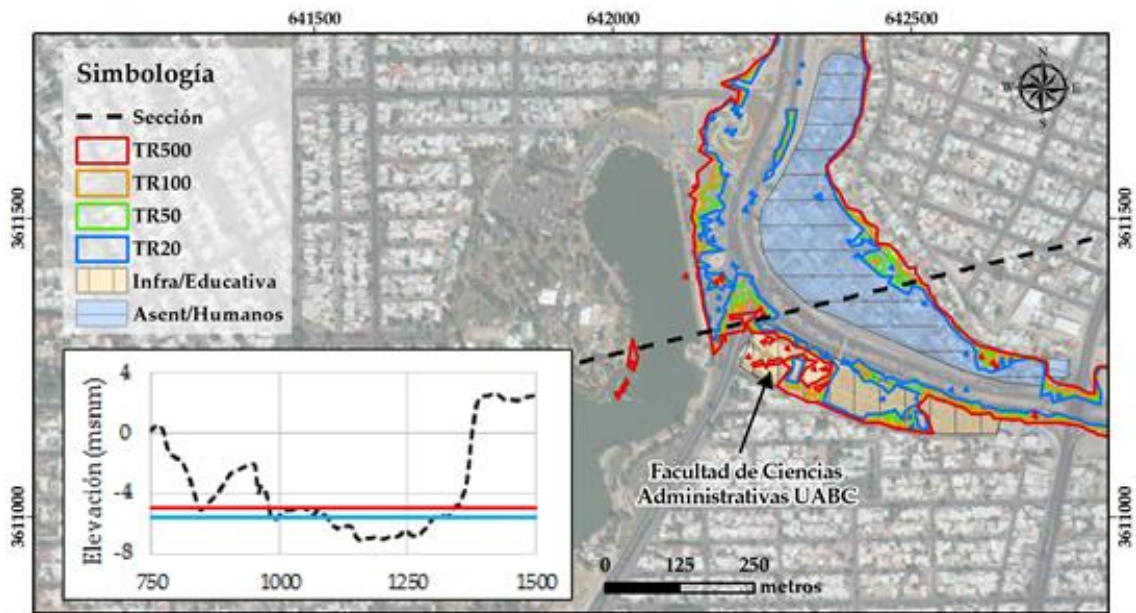 641500 642000 642500
Simbología
Sección
TR500
TR100
TR50
TR20
Infra/Educativa
Asent/Humanos
N
W E
S
3611500 3611500
3611000 3611000
Facultad de Ciencias
Administrativas UABC
0 125 250
metros
Elevación (msnm)
4
0
-4
-8
750 1000 1250 1500